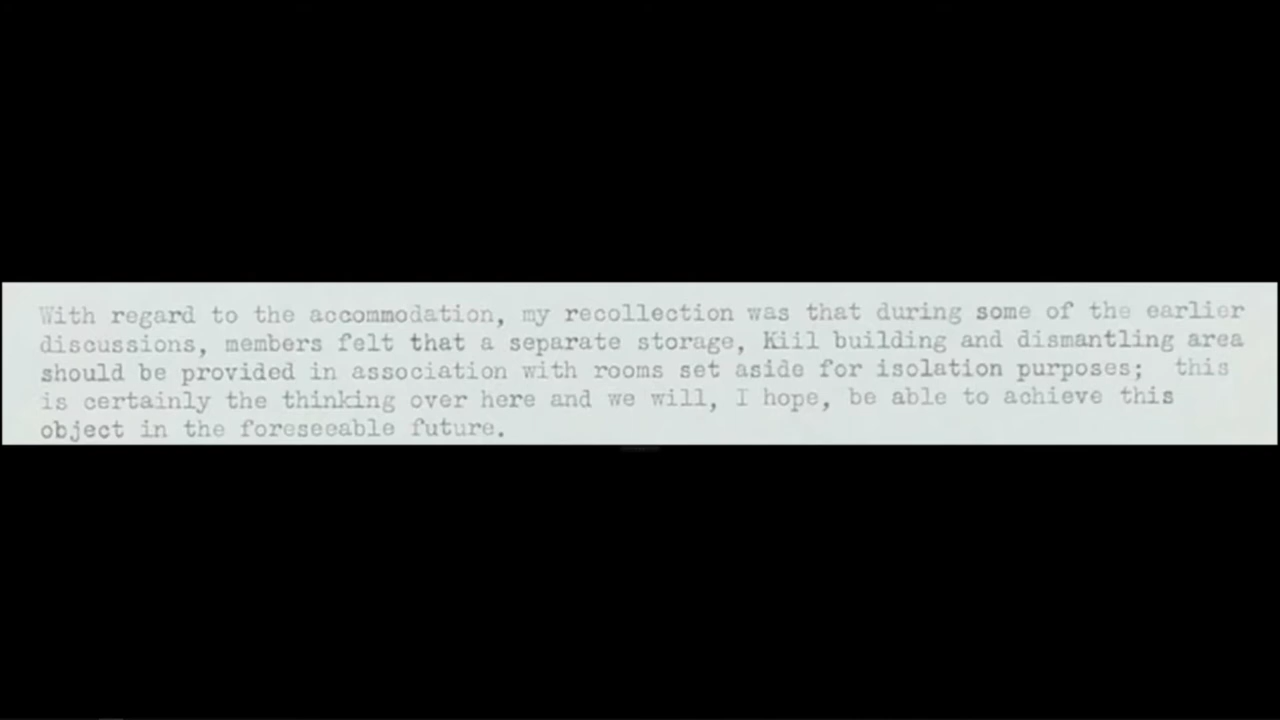 With regard to the accommodation, my recollection was that during some of the earlier
discussions, members felt that a separate storage, Kiil building and dismantling area
should be provided in association with rooms set aside for isolation purposes;  this
is certainly the thinking over here and we will, I hope, be able to achieve this
object in the foreseeable future.